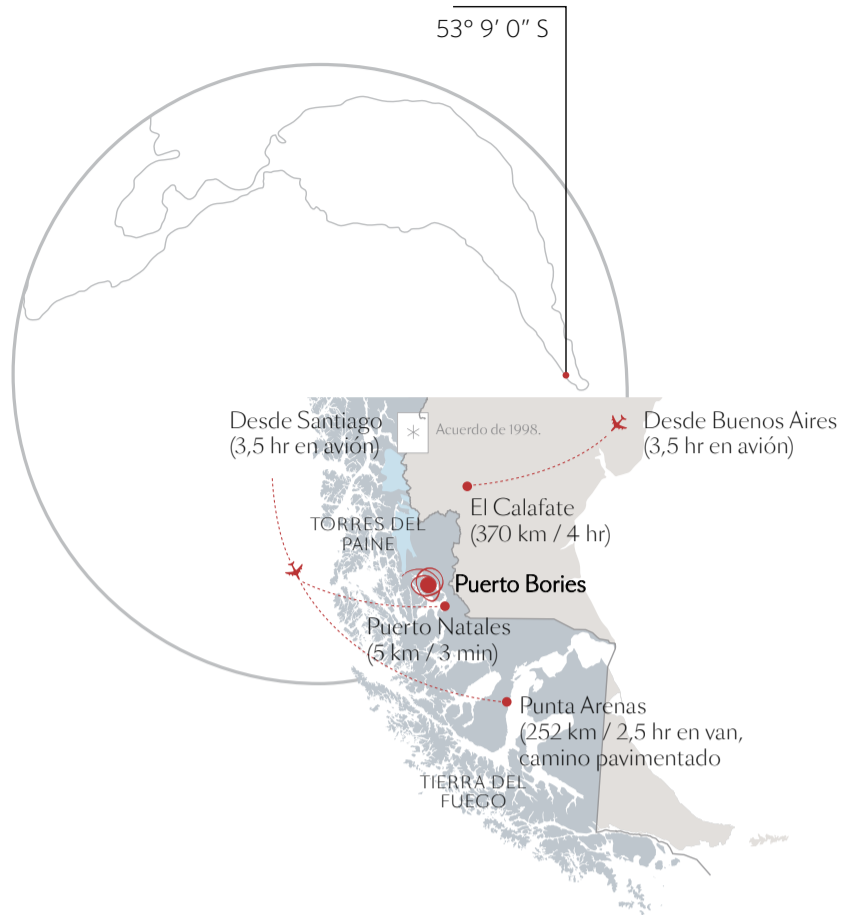 53° 9’ 0” S
Desde Santiago
(3,5 hr en avión)
Acuerdo de 1998.
Desde Buenos Aires
(3,5 hr en avión)
El Calafate
(370 km / 4 hr)
TORRES DEL
PAINE
Puerto Bories
Puerto Natales
(5 km / 3 min)
Punta Arenas
(252 km / 2,5 hr en van,
camino pavimentado
TIERRA DEL
FUEGO